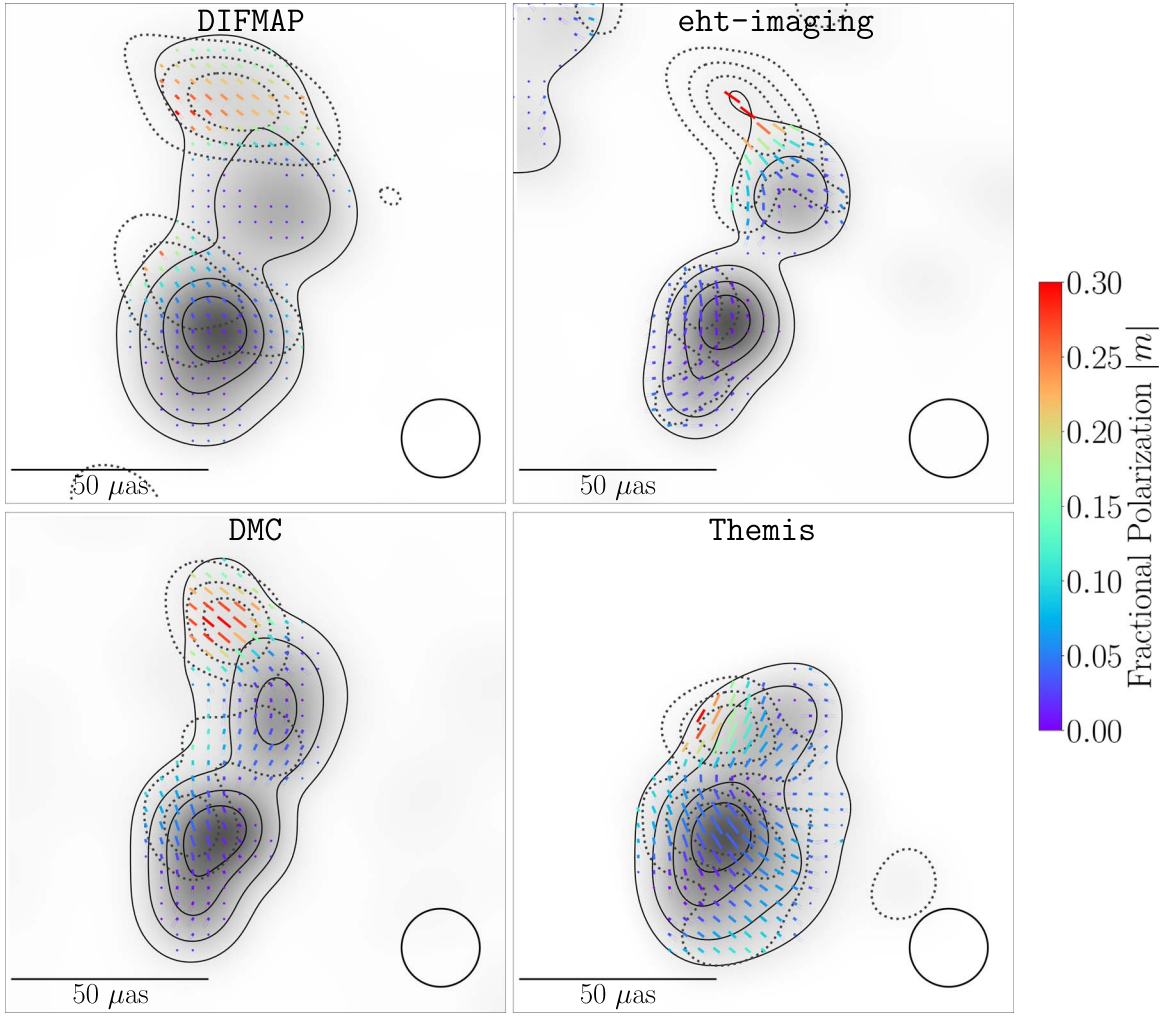 DIFMAP
eht-imaging
50 μas
50 μas
DMC
Themis
50 μas
50 μas
0.30
0.25
0.20
0.15
0.10
0.05
0.00
Fractional Polarization |m|